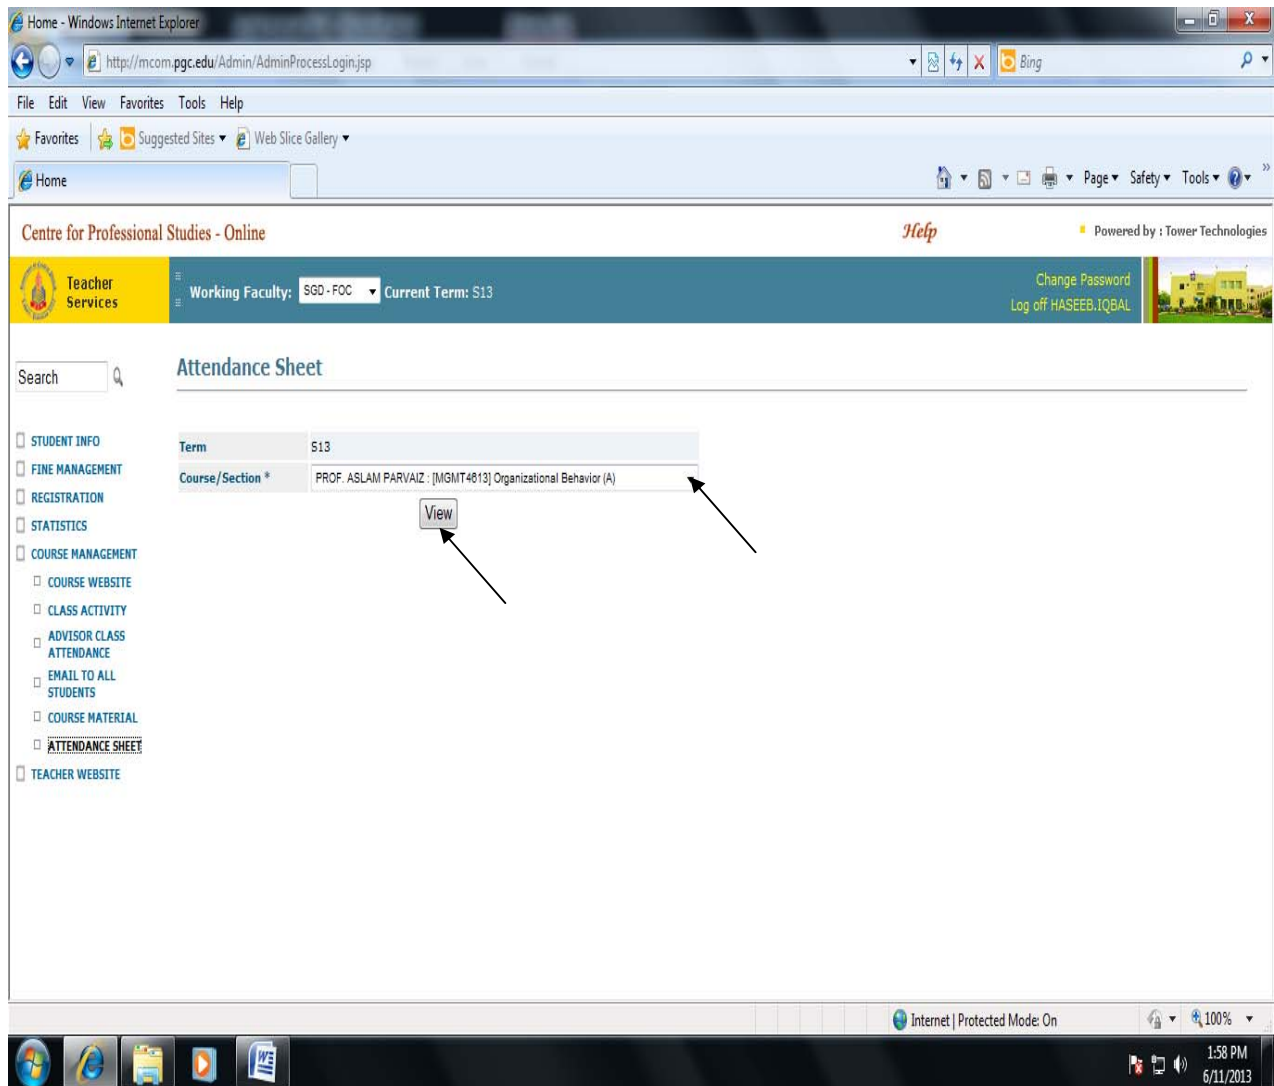 Home - Windows Internet Explorer
http://mcom.pgc.edu/Admin/AdminProcessLogin.jsp
Bing
File Edit View Favorites Tools Help
Favorites Suggested Sites Web Slice Gallery
Home Page Safety Tools
Centre for Professional Studies - Online Help Powered by : Tower Technologies
Teacher Services
Working Faculty: SGD - FOC Current Term: S13
Change Password
Log off HASEEB.IQBAL
Search
Attendance Sheet
Term S13
Course/Section * PROF. ASLAM PARVAIZ : [MGMT4613] Organizational Behavior (A)
View
STUDENT INFO
FINE MANAGEMENT
REGISTRATION
STATISTICS
COURSE MANAGEMENT
COURSE WEBSITE
CLASS ACTIVITY
ADVISOR CLASS
ATTENDANCE
EMAIL TO ALL
STUDENTS
COURSE MATERIAL
ATTENDANCE SHEET
TEACHER WEBSITE
Internet | Protected Mode: On 100%
1:58 PM
6/11/2013